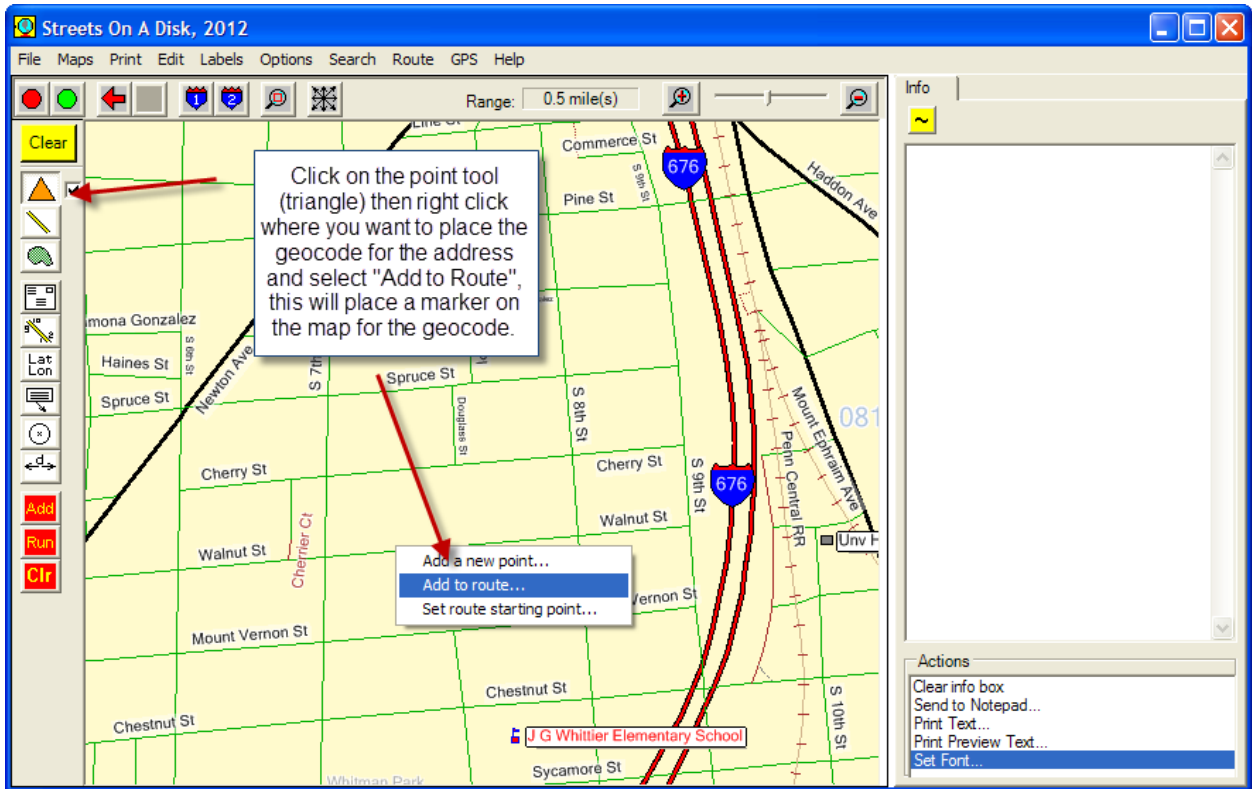 Streets On A Disk, 2012
File Maps Print Edit Labels Options Search Route GPS Help
1 2 Range: 0.5 mile(s)
Info
~
Clear
Lat
Lon
d
Add
Run
Clr
Line St
Commerce St
676
S 9th St
Haddon Ave
Pine St
Click on the point tool
(triangle) then right click
where you want to place the
geocode for the address
and select "Add to Route",
this will place a marker on
the map for the geocode.
mona Gonzalez
S 6th St
Haines St
Newton Ave
S 7th
Spruce St
Spruce St
Douglass St
S 8th St
Mount Ephraim Ave
081
Penn Central RR
Cherry St
Cherry St
S 9th St
676
Walnut St
Unv H
Walnut St
Cherrier Ct
Add a new point...
Add to route...
Set route starting point...
Vernon St
Mount Vernon St
Chestnut St
S 10th St
Chestnut St
J G Whittier Elementary School
Sycamore St
Whitman Park
Actions
Clear info box
Send to Notepad...
Print Text...
Print Preview Text...
Set Font...